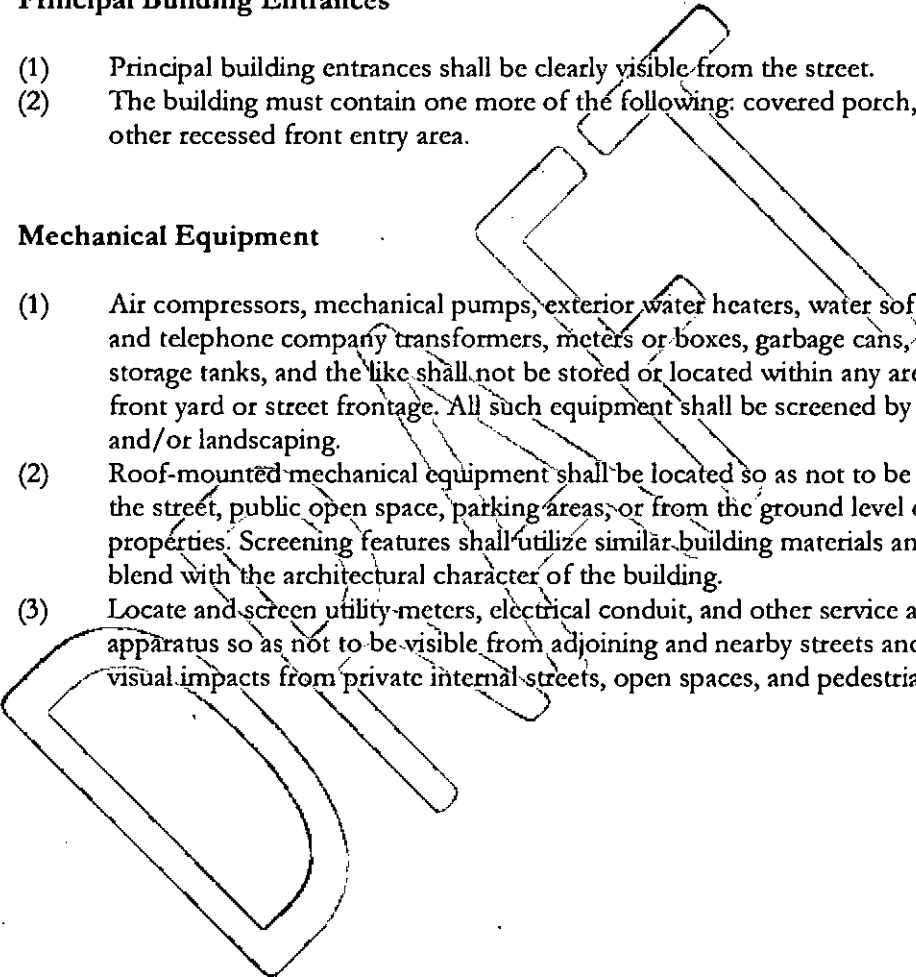 Principal Building Entrances
(1) Principal building entrances shall be clearly visible from the street.
(2) The building must contain one more of the following: covered porch,
other recessed front entry area.
Mechanical Equipment
(1) Air compressors, mechanical pumps, exterior water heaters, water sof
and telephone company transformers, meters or boxes, garbage cans,
storage tanks, and the like shall not be stored or located within any are
front yard or street frontage. All such equipment shall be screened by
and/or landscaping.
(2) Roof-mounted mechanical equipment shall be located so as not to be
the street, public open space, parking areas, or from the ground level o
properties. Screening features shall utilize similar building materials an
blend with the architectural character of the building.
(3) Locate and screen utility meters, electrical conduit, and other service a
apparatus so as not to be visible from adjoining and nearby streets and
visual impacts from private internal streets, open spaces, and pedestria
DRAFT